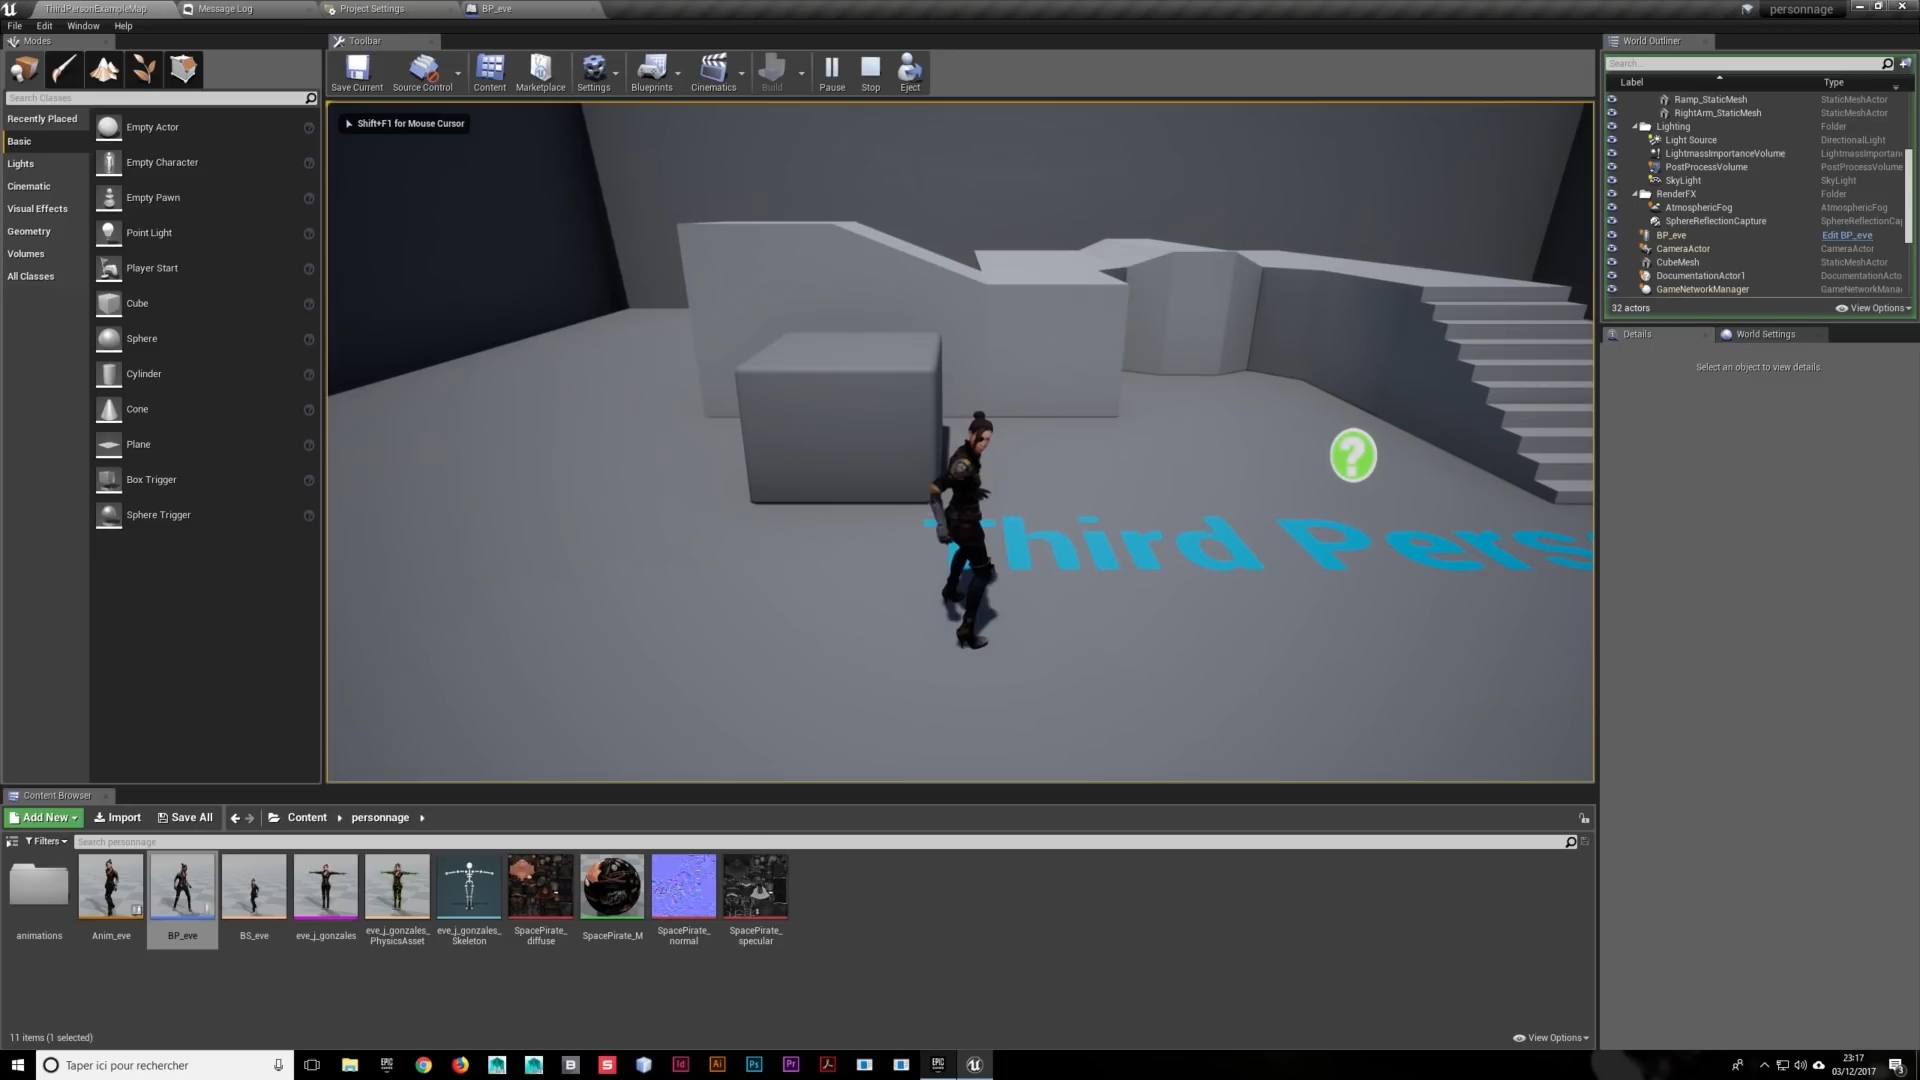 ThirdPersonExampleMap
Message Log
Project Settings
BP_eve
personnage
File
Edit
Window
Help
Modes
Toolbar
World Outliner
Save Current
Source Control
Content
Marketplace
Settings
Blueprints
Cinematics
Build
Pause
Stop
Eject
Search Classes
Recently Placed
Basic
Lights
Cinematic
Visual Effects
Geometry
Volumes
All Classes
Empty Actor
Empty Character
Empty Pawn
Point Light
Player Start
Cube
Sphere
Cylinder
Cone
Plane
Box Trigger
Sphere Trigger
Shift+F1 for Mouse Cursor
Third Pers
Search...
Label
Type
Ramp_StaticMesh StaticMeshActor
RightArm_StaticMesh StaticMeshActor
Lighting Folder
Light Source DirectionalLight
LightmassImportanceVolume LightmassImportan
PostProcessVolume PostProcessVolume
SkyLight SkyLight
RenderFX Folder
AtmosphericFog AtmosphericFog
SphereReflectionCapture SphereReflectionCap
BP_eve Edit BP_eve
CameraActor CameraActor
CubeMesh StaticMeshActor
DocumentationActor1 DocumentationActo
GameNetworkManager GameNetworkMana
32 actors
View Options
Details
World Settings
Select an object to view details.
Content Browser
Add New
Import
Save All
Content
personnage
Filters
Search personnage
animations
Anim_eve
BP_eve
BS_eve
eve_j_gonzales
eve_j_gonzales_
PhysicsAsset
eve_j_gonzales_
Skeleton
SpacePirate_
diffuse
SpacePirate_M
SpacePirate_
normal
SpacePirate_
specular
11 items (1 selected)
View Options
Taper ici pour rechercher
23:17
03/12/2017